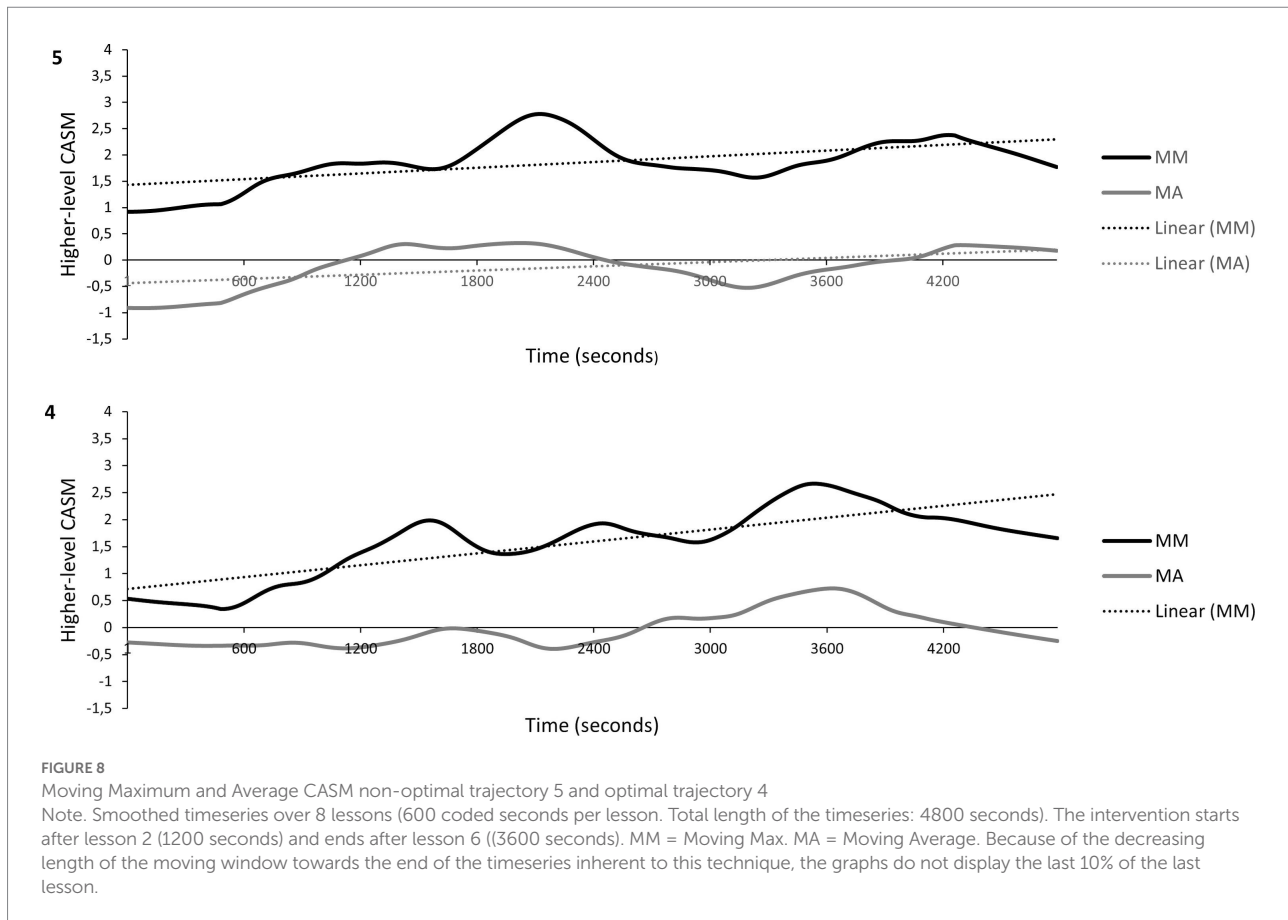 5
4
3,5
3
2,5
2
1,5
1
0,5
0
-0,5
-1
-1,5
Higher-level CASM
1 600 1200 1800 2400 3000 3600 4200
Time (seconds)
MM
MA
Linear (MM)
Linear (MA)
4
4
3,5
3
2,5
2
1,5
1
0,5
0
-0,5
-1
-1,5
Higher-level CASM
1 600 1200 1800 2400 3000 3600 4200
Time (seconds)
MM
MA
Linear (MM)
FIGURE 8
Moving Maximum and Average CASM non-optimal trajectory 5 and optimal trajectory 4
Note. Smoothed timeseries over 8 lessons (600 coded seconds per lesson. Total length of the timeseries: 4800 seconds). The intervention starts
after lesson 2 (1200 seconds) and ends after lesson 6 ((3600 seconds). MM = Moving Max. MA = Moving Average. Because of the decreasing
length of the moving window towards the end of the timeseries inherent to this technique, the graphs do not display the last 10% of the last
lesson.